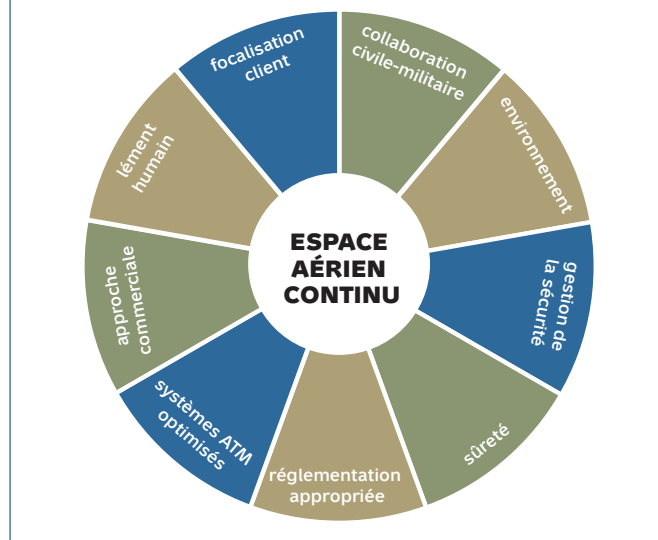 focalisation
client
collaboration
civile-militaire
environnement
gestion de
la sécurité
sûreté
réglementation
appropriée
systèmes ATM
optimisés
approche
commerciale
lément
humain
ESPACE
AÉRIEN
CONTINU